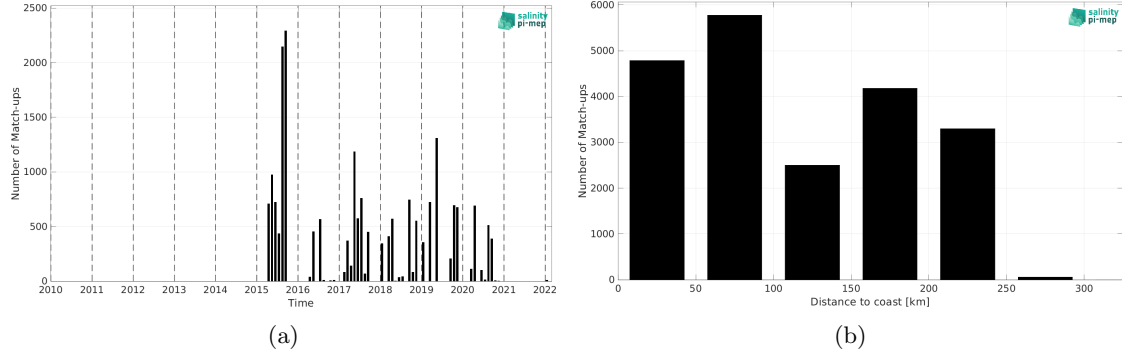 2500
2000
1500
1000
500
0
Number of Match-ups
2010 2011 2012 2013 2014 2015 2016 2017 2018 2019 2020 2021 2022
Time
salinity
pi-mep
(a)
6000
5000
4000
3000
2000
1000
0
Number of Match-ups
0 50 100 150 200 250 300
Distance to coast [km]
salinity
pi-mep
(b)